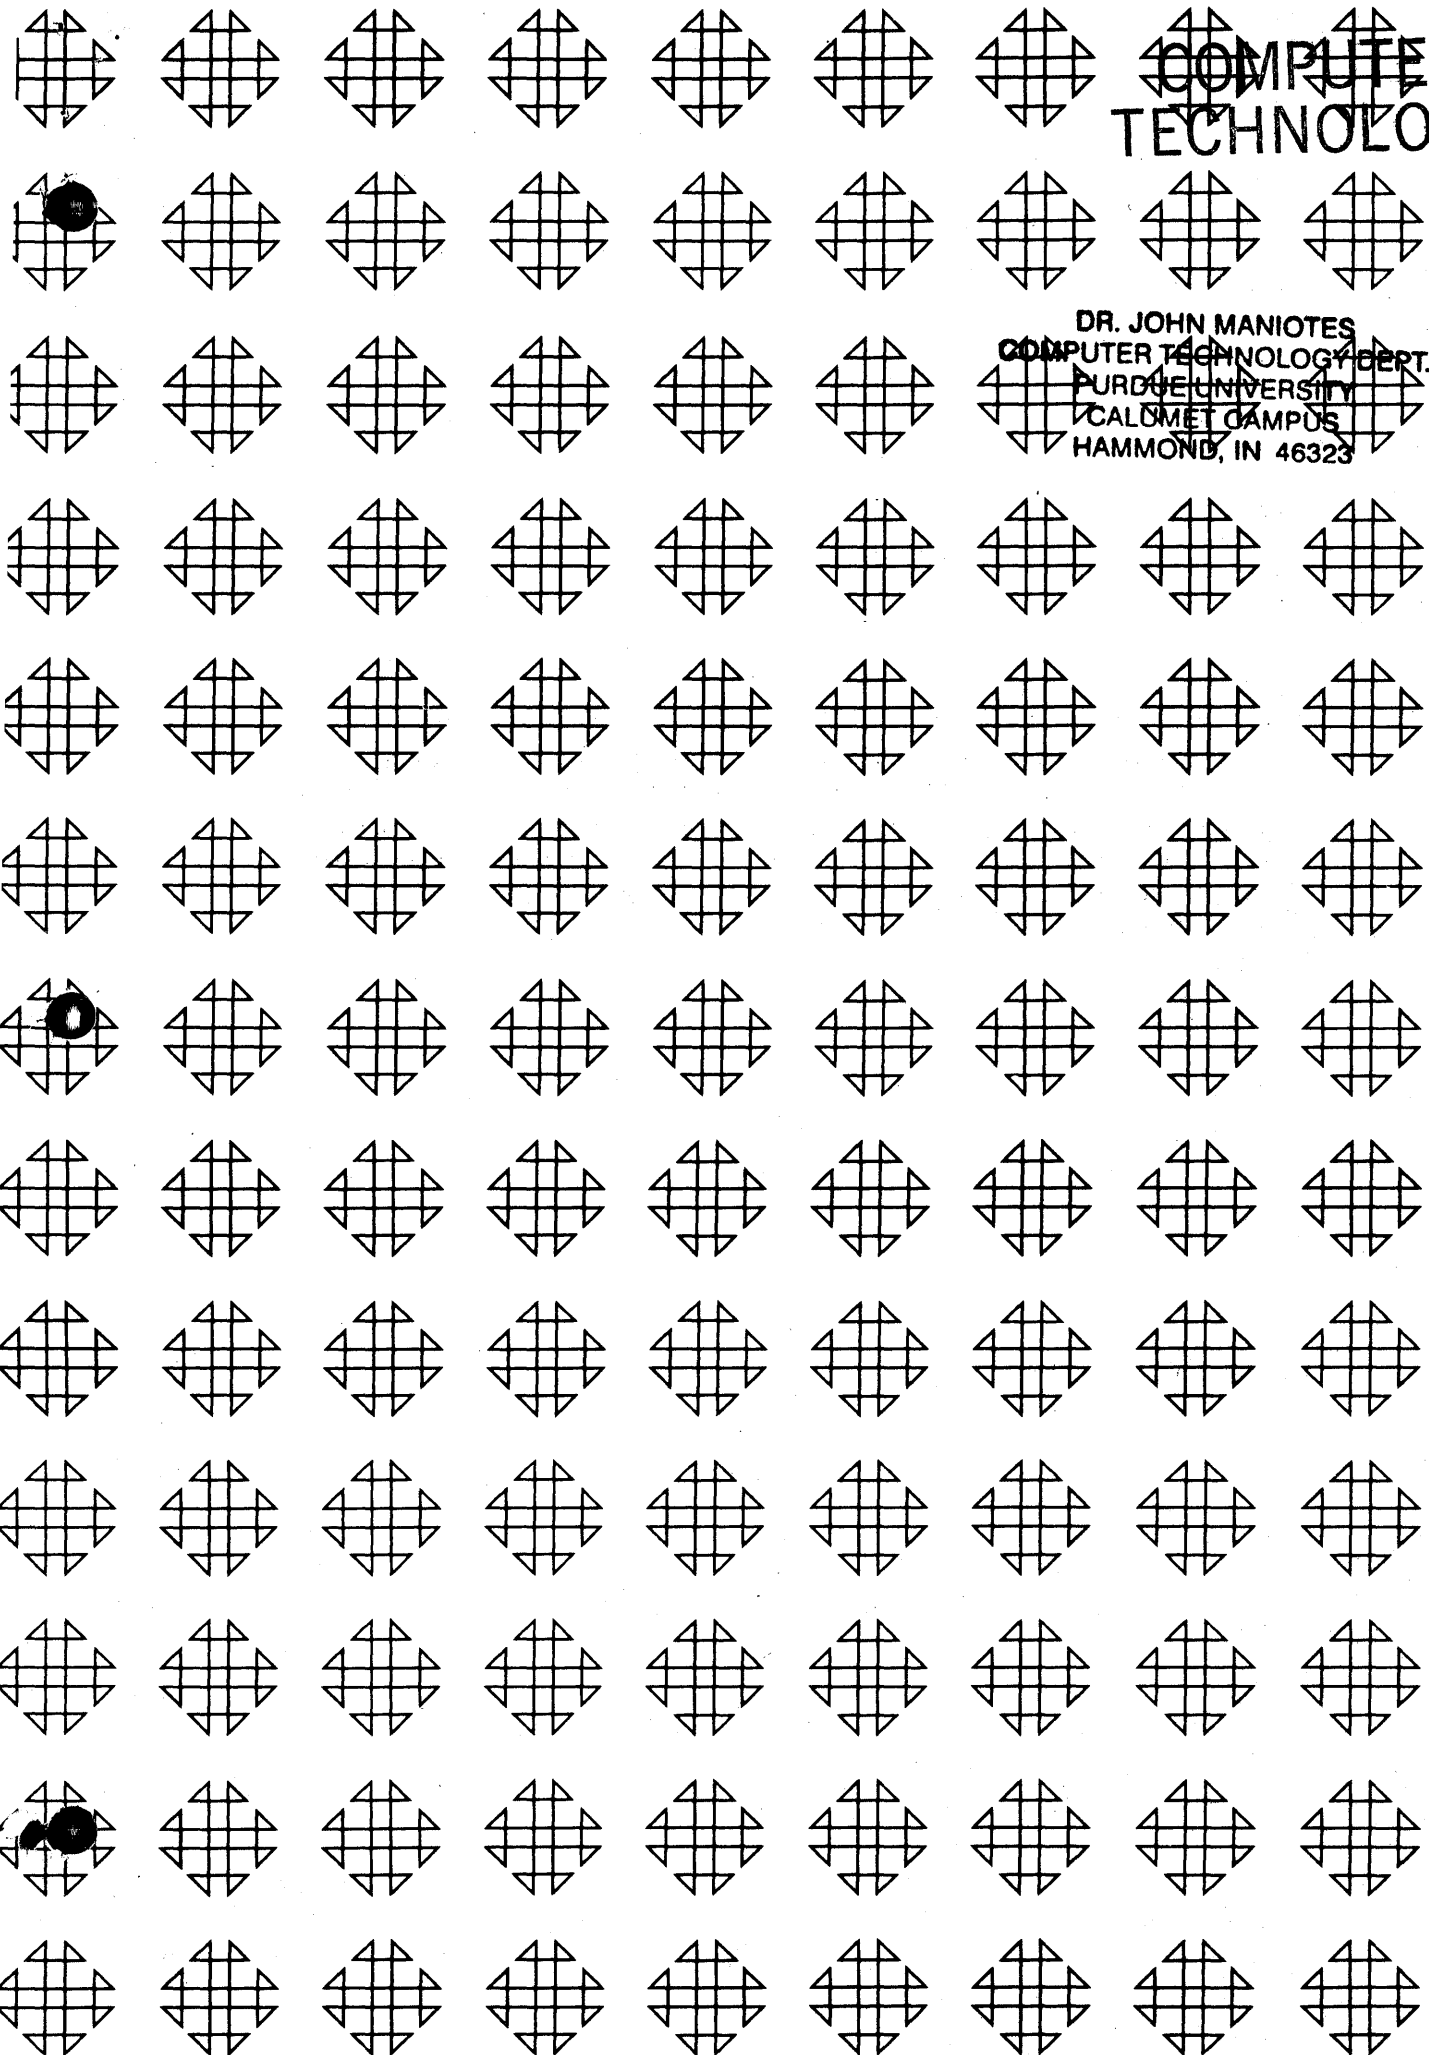 COMPUTE
TECHNOLO
DR. JOHN MANIOTES
COMPUTER TECHNOLOGY DEPT.
PURDUE UNIVERSITY
CALUMET CAMPUS
HAMMOND, IN 46323